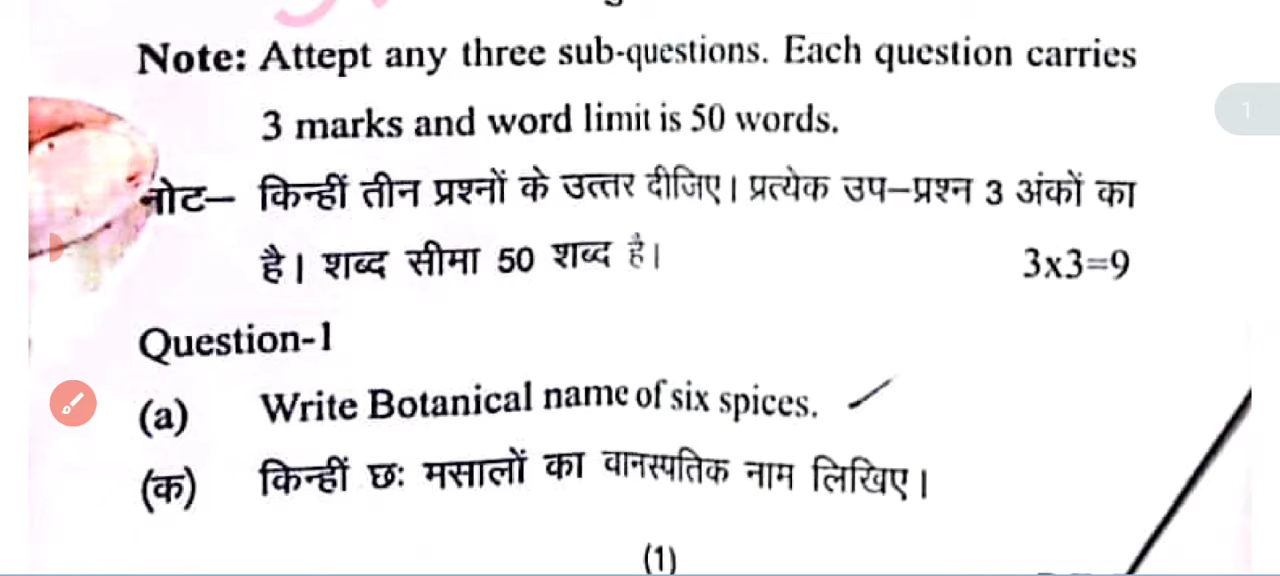 Note: Attept any three sub-questions. Each question carries
3 marks and word limit is 50 words.
नोट– किन्हीं तीन प्रश्नों के उत्तर दीजिए। प्रत्येक उप–प्रश्न 3 अंकों का
है। शब्द सीमा 50 शब्द है।
3x3=9
Question-1
(a) Write Botanical name of six spices.
(क) किन्हीं छः मसालों का वानस्पतिक नाम लिखिए।
(1)
1